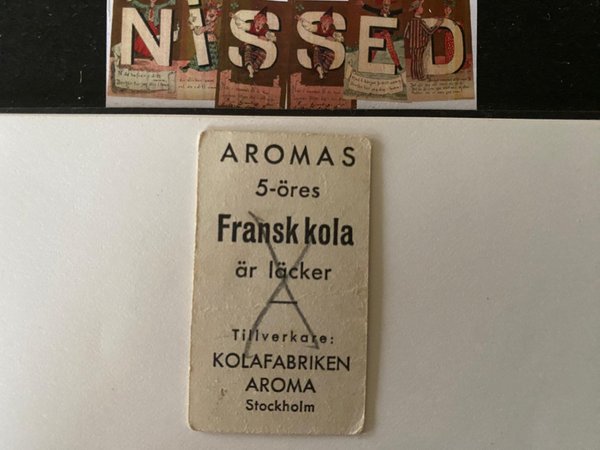 NISSED
AROMAS
5-öres
Fransk kola
är läcker
Tillverkare:
KOLAFABRIKEN
AROMA
Stockholm